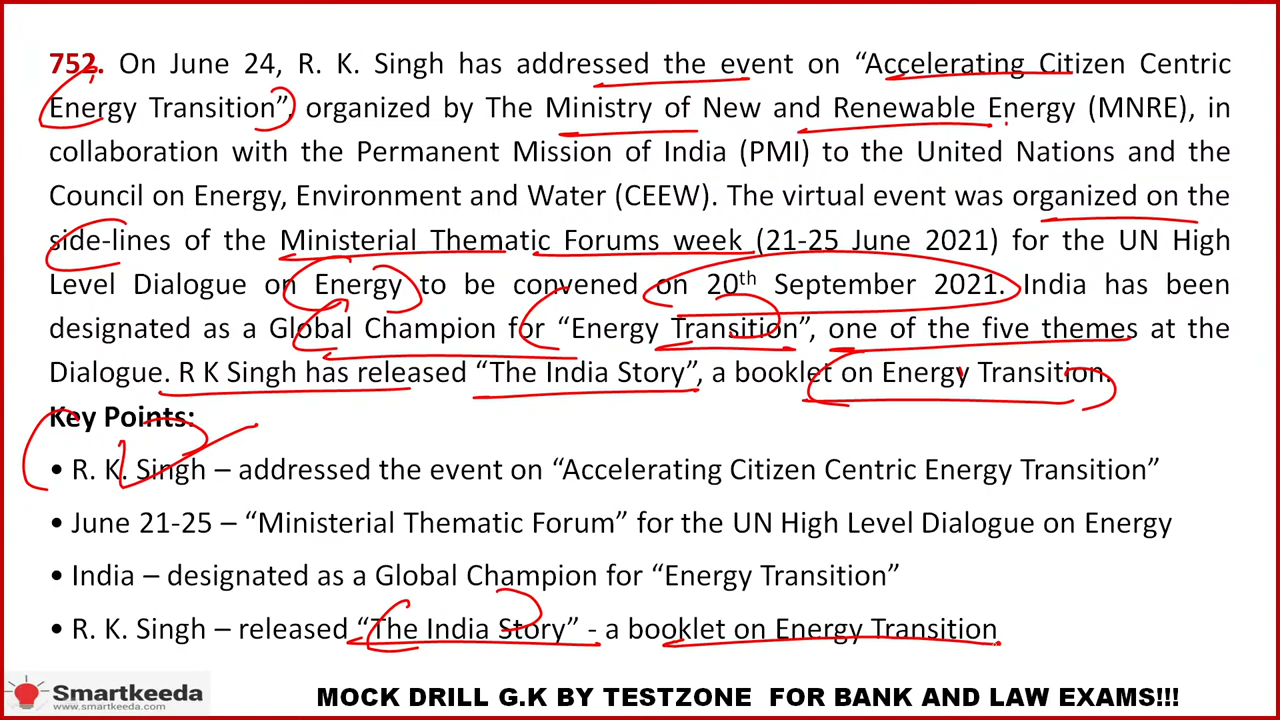 752. On June 24, R. K. Singh has addressed the event on “Accelerating Citizen Centric
Energy Transition”, organized by The Ministry of New and Renewable Energy (MNRE), in
collaboration with the Permanent Mission of India (PMI) to the United Nations and the
Council on Energy, Environment and Water (CEEW). The virtual event was organized on the
side-lines of the Ministerial Thematic Forums week (21-25 June 2021) for the UN High
Level Dialogue on Energy to be convened on 20th September 2021. India has been
designated as a Global Champion for “Energy Transition”, one of the five themes at the
Dialogue. R K Singh has released “The India Story”, a booklet on Energy Transition.
Key Points:
• R. K. Singh – addressed the event on “Accelerating Citizen Centric Energy Transition”
• June 21-25 – “Ministerial Thematic Forum” for the UN High Level Dialogue on Energy
• India – designated as a Global Champion for “Energy Transition”
• R. K. Singh – released “The India Story” - a booklet on Energy Transition
Smartkeeda
www.smartkeeda.com
MOCK DRILL G.K BY TESTZONE FOR BANK AND LAW EXAMS!!!